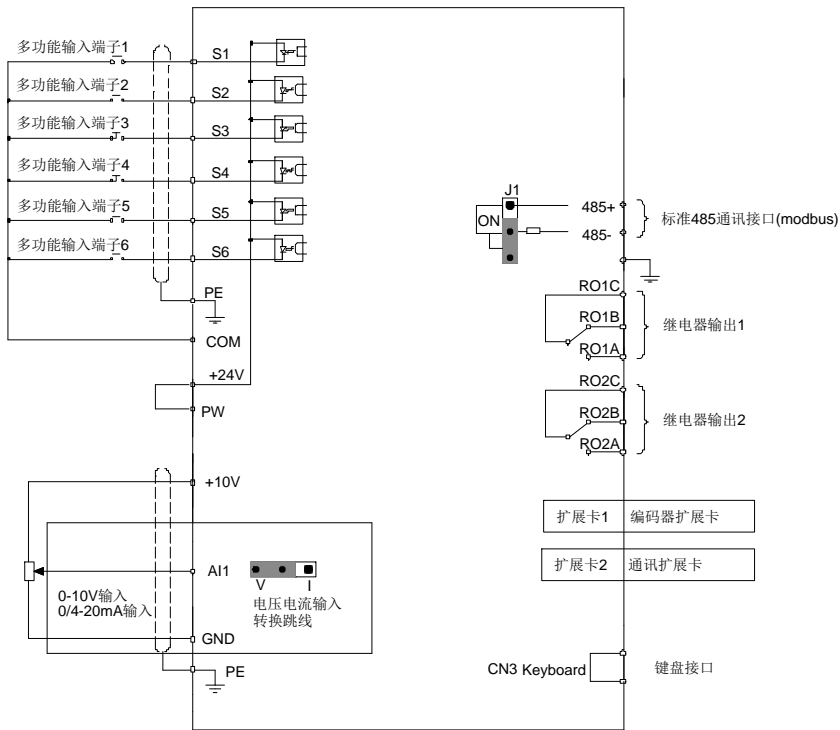 多功能输入端子1
S1
多功能输入端子2
S2
多功能输入端子3
S3
多功能输入端子4
S4
多功能输入端子5
S5
多功能输入端子6
S6
PE
COM
+24V
PW
+10V
AI1
V
I
电压电流输入
转换跳线
0-10V输入
0/4-20mA输入
GND
PE
J1
ON
485+
485-
标准485通讯接口(modbus)
RO1C
RO1B
RO1A
继电器输出1
RO2C
RO2B
RO2A
继电器输出2
扩展卡1 编码器扩展卡
扩展卡2 通讯扩展卡
CN3 Keyboard
键盘接口